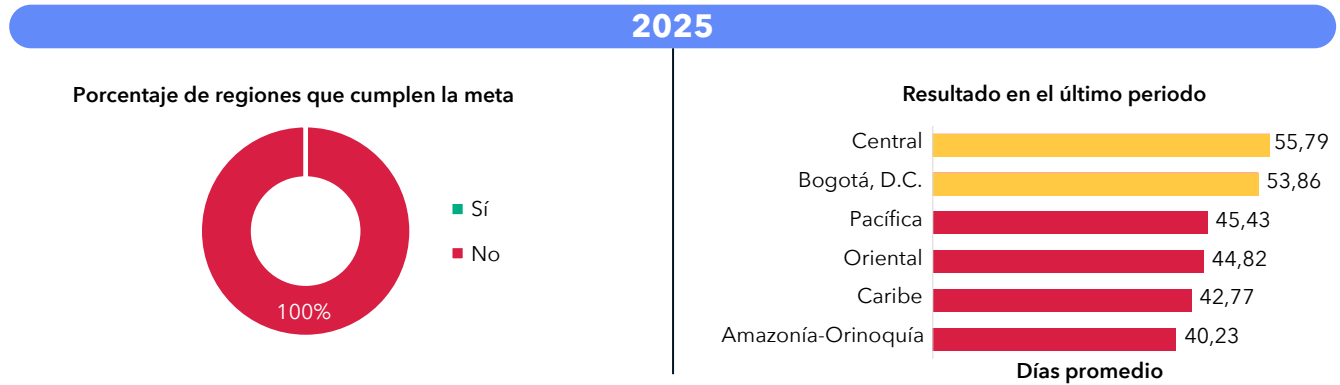 2025
Porcentaje de regiones que cumplen la meta
Sí
No
100%
Resultado en el último periodo
Central 55,79
Bogotá, D.C. 53,86
Pacífica 45,43
Oriental 44,82
Caribe 42,77
Amazonía-Orinoquía 40,23
Días promedio